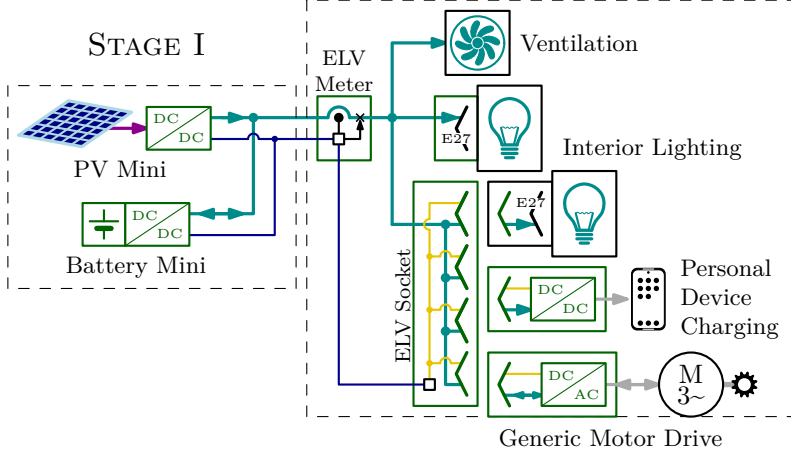 STAGE I
ELV
Meter
Ventilation
DC
DC
PV Mini
E27
Interior Lighting
E27
DC
DC
Battery Mini
ELV Socket
DC
DC
Personal
Device
Charging
DC
AC
M
3~
Generic Motor Drive